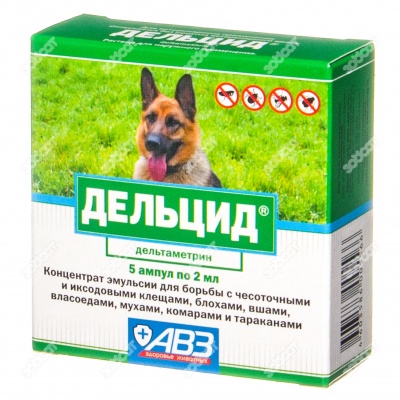 ДЕЛЬЦИД
ДЕЛЬЦИД®
дельтаметрин
5 ампул по 2 мл
Концентрат эмульсии для борьбы с чесоточными
и иксодовыми клещами, блохами, вшами,
власоедами, мухами, комарами и тараканами
АВЗ
здоровье животных